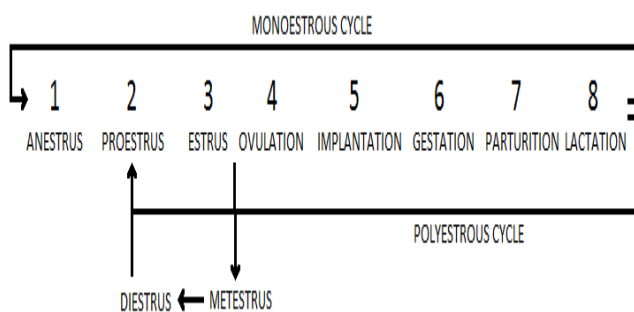 MONOESTROUS CYCLE
1 2 3 4 5 6 7 8
ANESTRUS PROESTRUS ESTRUS OVULATION IMPLANTATION GESTATION PARTURITION LACTATION
POLYESTROUS CYCLE
DIESTRUS METESTRUS